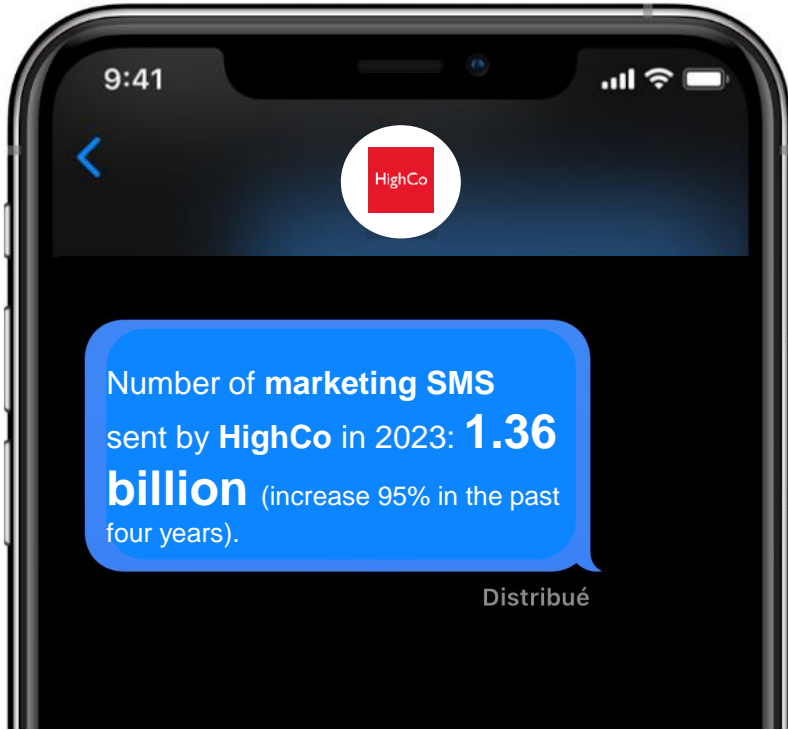 9:41
HighCo
Number of marketing SMS
sent by HighCo in 2023: 1.36
billion (increase 95% in the past
four years).
Distribué